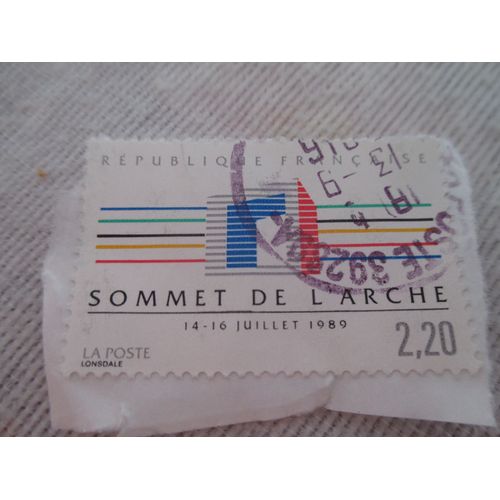 RÉPUBLIQUE FRANÇAISE
SOMMET DE L'ARCHE
14-16 JUILLET 1989
LA POSTE
LONSDALE
2,20